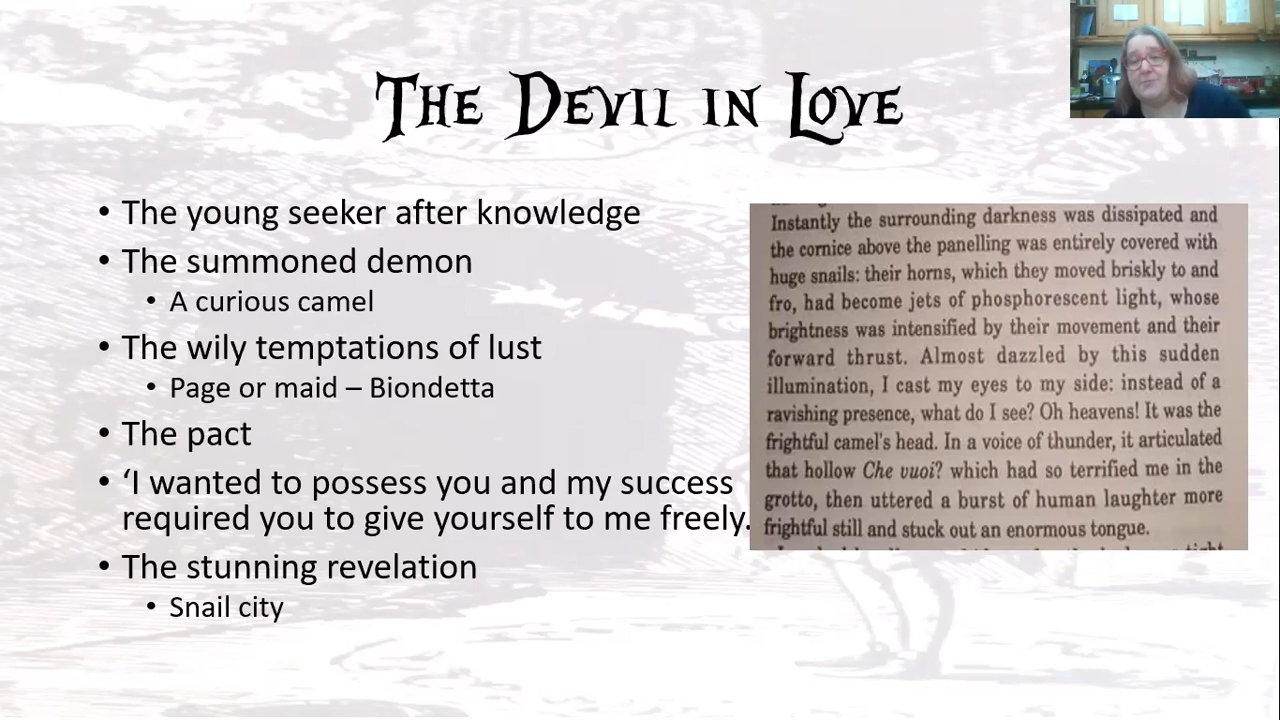 The Devil in Love
• The young seeker after knowledge
• The summoned demon
• A curious camel
• The wily temptations of lust
• Page or maid – Biondetta
• The pact
• ‘I wanted to possess you and my success
required you to give yourself to me freely.
• The stunning revelation
• Snail city
Instantly the surrounding darkness was dissipated and
the cornice above the panelling was entirely covered with
huge snails: their horns, which they moved briskly to and
fro, had become jets of phosphorescent light, whose
brightness was intensified by their movement and their
forward thrust. Almost dazzled by this sudden
illumination, I cast my eyes to my side: instead of a
ravishing presence, what do I see? Oh heavens! It was the
frightful camel's head. In a voice of thunder, it articulated
that hollow Che vuoi? which had so terrified me in the
grotto, then uttered a burst of human laughter more
frightful still and stuck out an enormous tongue.